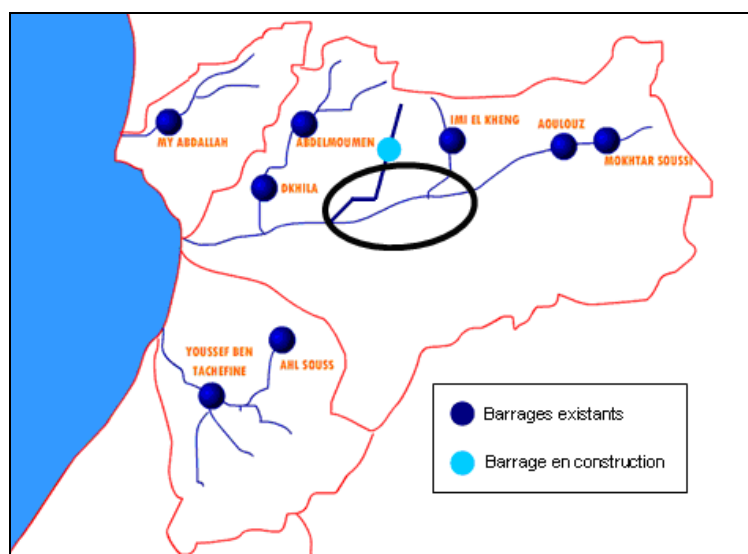 IMI EL KHENG
AOULOUZ
MY ABDALLAH
ABDELMOUMEN
MOKHTAR SOUSSI
DKHILA
YOUSSEF BEN
TACHEFINE
AHL SOUSS
Barrages existants
Barrage en construction